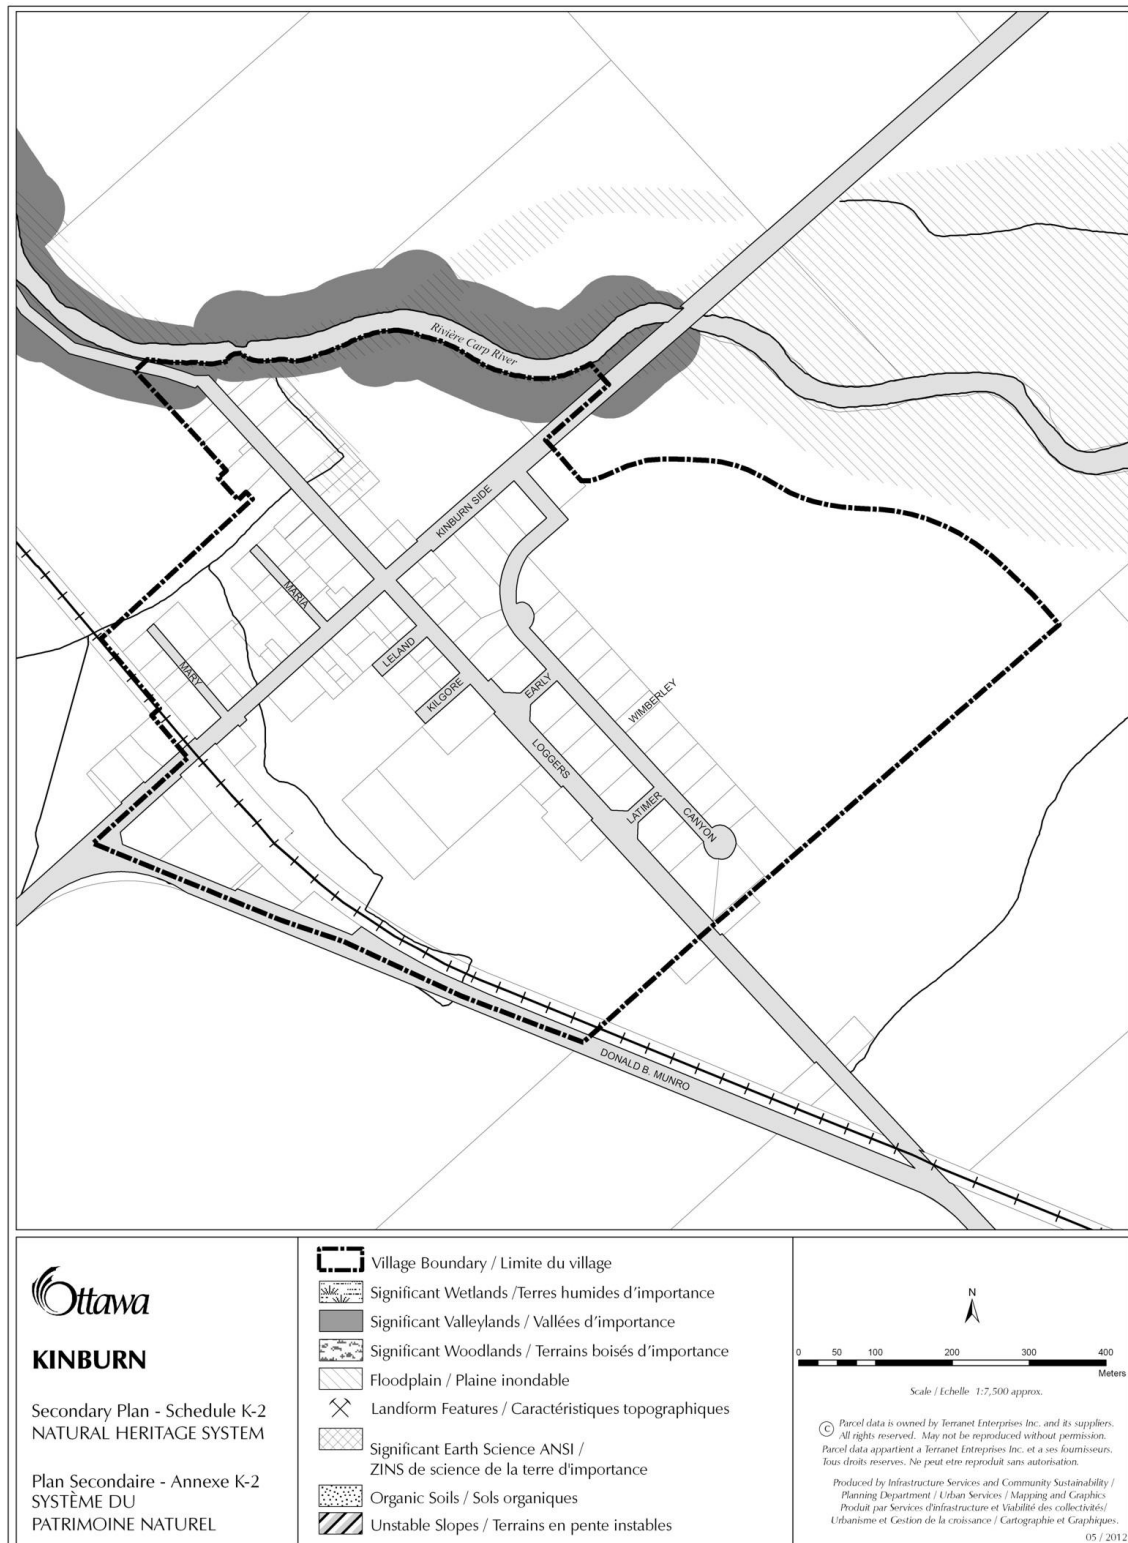 Rivière Carp River
KINBURN SIDE
MARIA
MARY
LELAND
KILGORE
EARLY
WIMBERLEY
LOGGERS
LATIMER
CANYON
DONALD B. MUNRO
Ottawa
KINBURN
Secondary Plan - Schedule K-2
NATURAL HERITAGE SYSTEM
Plan Secondaire - Annexe K-2
SYSTÈME DU
PATRIMOINE NATUREL
Village Boundary / Limite du village
Significant Wetlands /Terres humides d'importance
Significant Valleylands / Vallées d'importance
Significant Woodlands / Terrains boisés d'importance
Floodplain / Plaine inondable
Landform Features / Caractéristiques topographiques
Significant Earth Science ANSI /
ZINS de science de la terre d'importance
Organic Soils / Sols organiques
Unstable Slopes / Terrains en pente instables
N
0 50 100 200 300 400
Meters
Scale / Echelle 1:7,500 approx.
© Parcel data is owned by Teranet Enterprises Inc. and its suppliers.
All rights reserved. May not be reproduced without permission.
Parcel data appartient a Teranet Entreprises Inc. et a ses fournisseurs.
Tous droits reserves. Ne peut etre reproduit sans autorisation.
Produced by Infrastructure Services and Community Sustainability /
Planning Department / Urban Services / Mapping and Graphics
Produit par Services d'infrastructure et Viabilité des collectivités/
Urbanisme et Gestion de la croissance / Cartographie et Graphiques.
05 / 2012